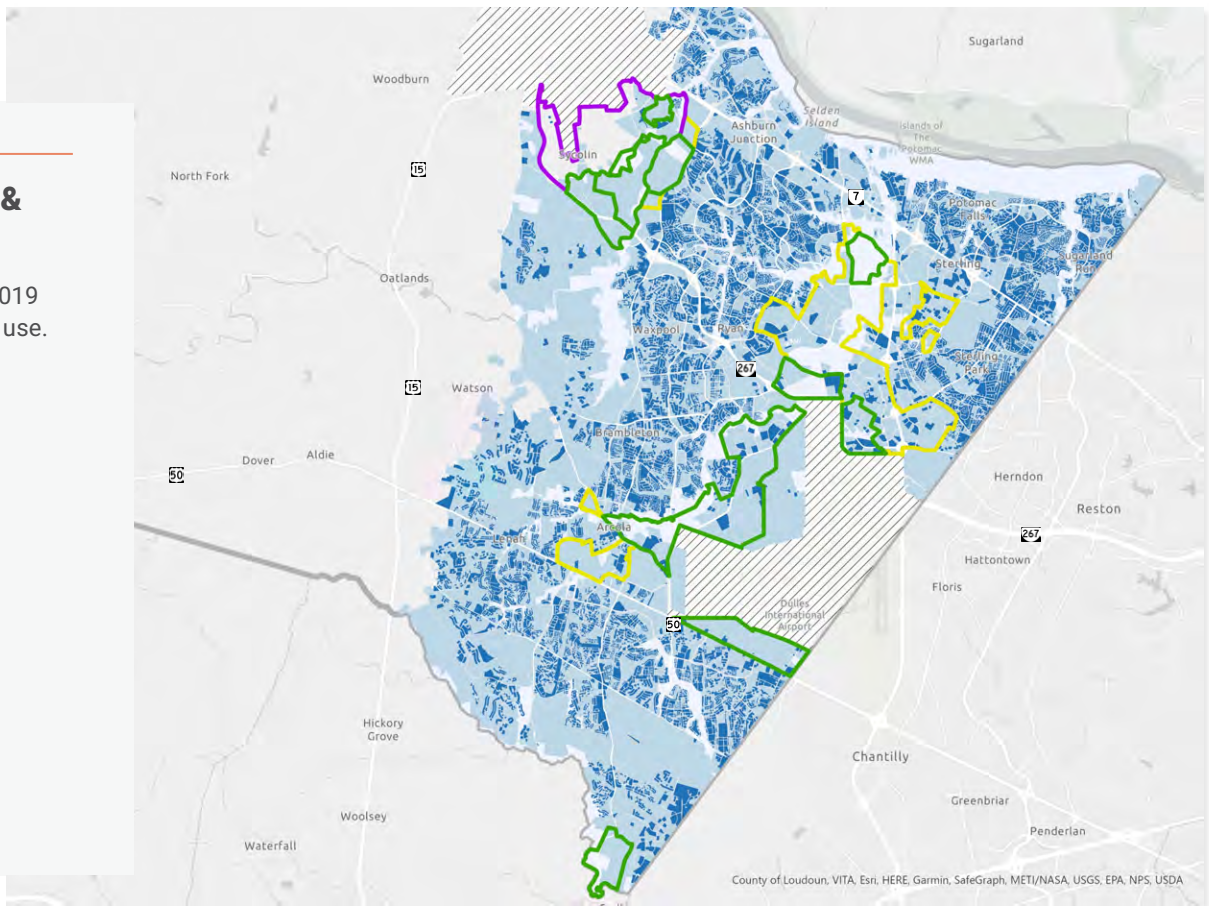 &
019
use.
Sugarland
Woodburn
Selden
Island
Ashburn
Junction
Islands of
The
Potomac
WMA
Sycolin
15
North Fork
7
Potomac
Falls
Sterling
Sugarland
Run
Oatlands
Waxpool
Ryan
Sterling
Park
267
15
Watson
Brambleton
Dover
Aldie
50
Herndon
Reston
Arcola
Lenah
267
Hattontown
Floris
Dulles
International
Airport
50
Hickory
Grove
Chantilly
Greenbriar
Woolsey
Penderlan
Waterfall
County of Loudoun, VITA, Esri, HERE, Garmin, SafeGraph, METI/NASA, USGS, EPA, NPS, USDA